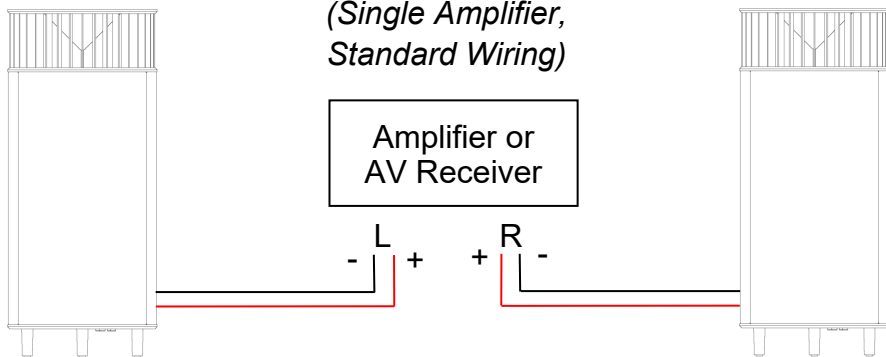 (Single Amplifier,
Standard Wiring)
Amplifier or
AV Receiver
L R
- + + -